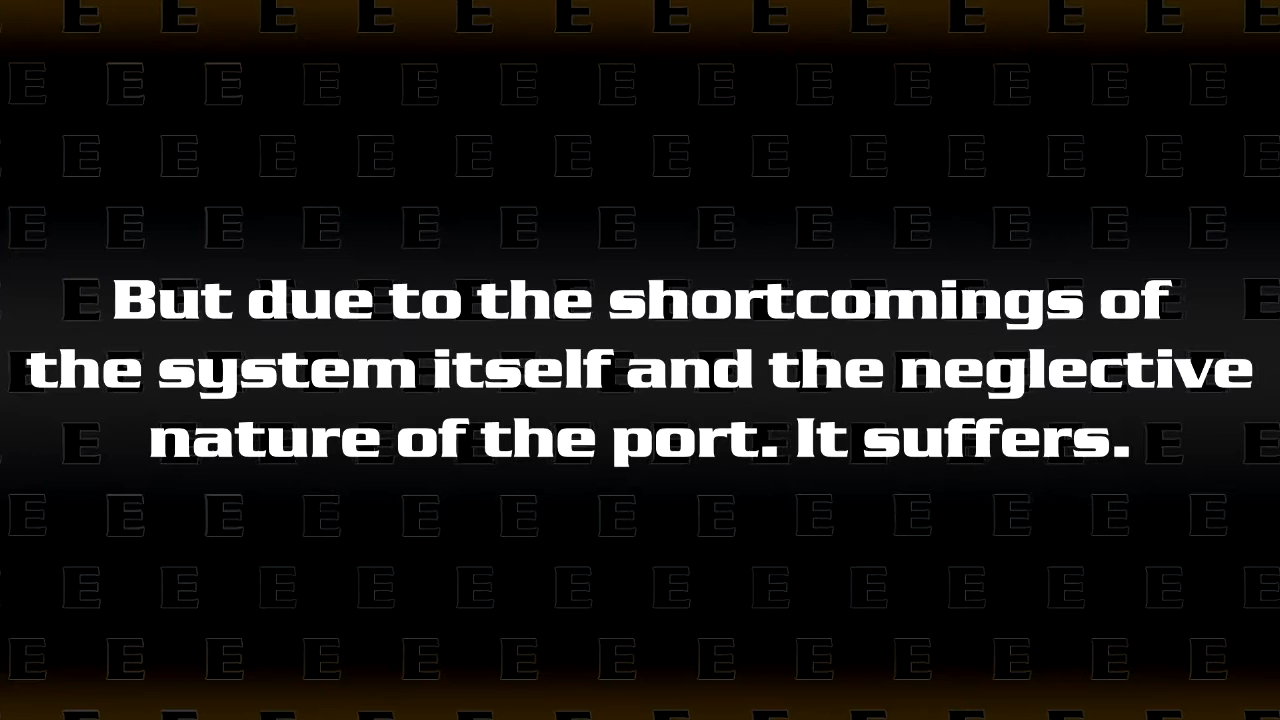 But due to the shortcomings of
the system itself and the neglective
nature of the port. It suffers.